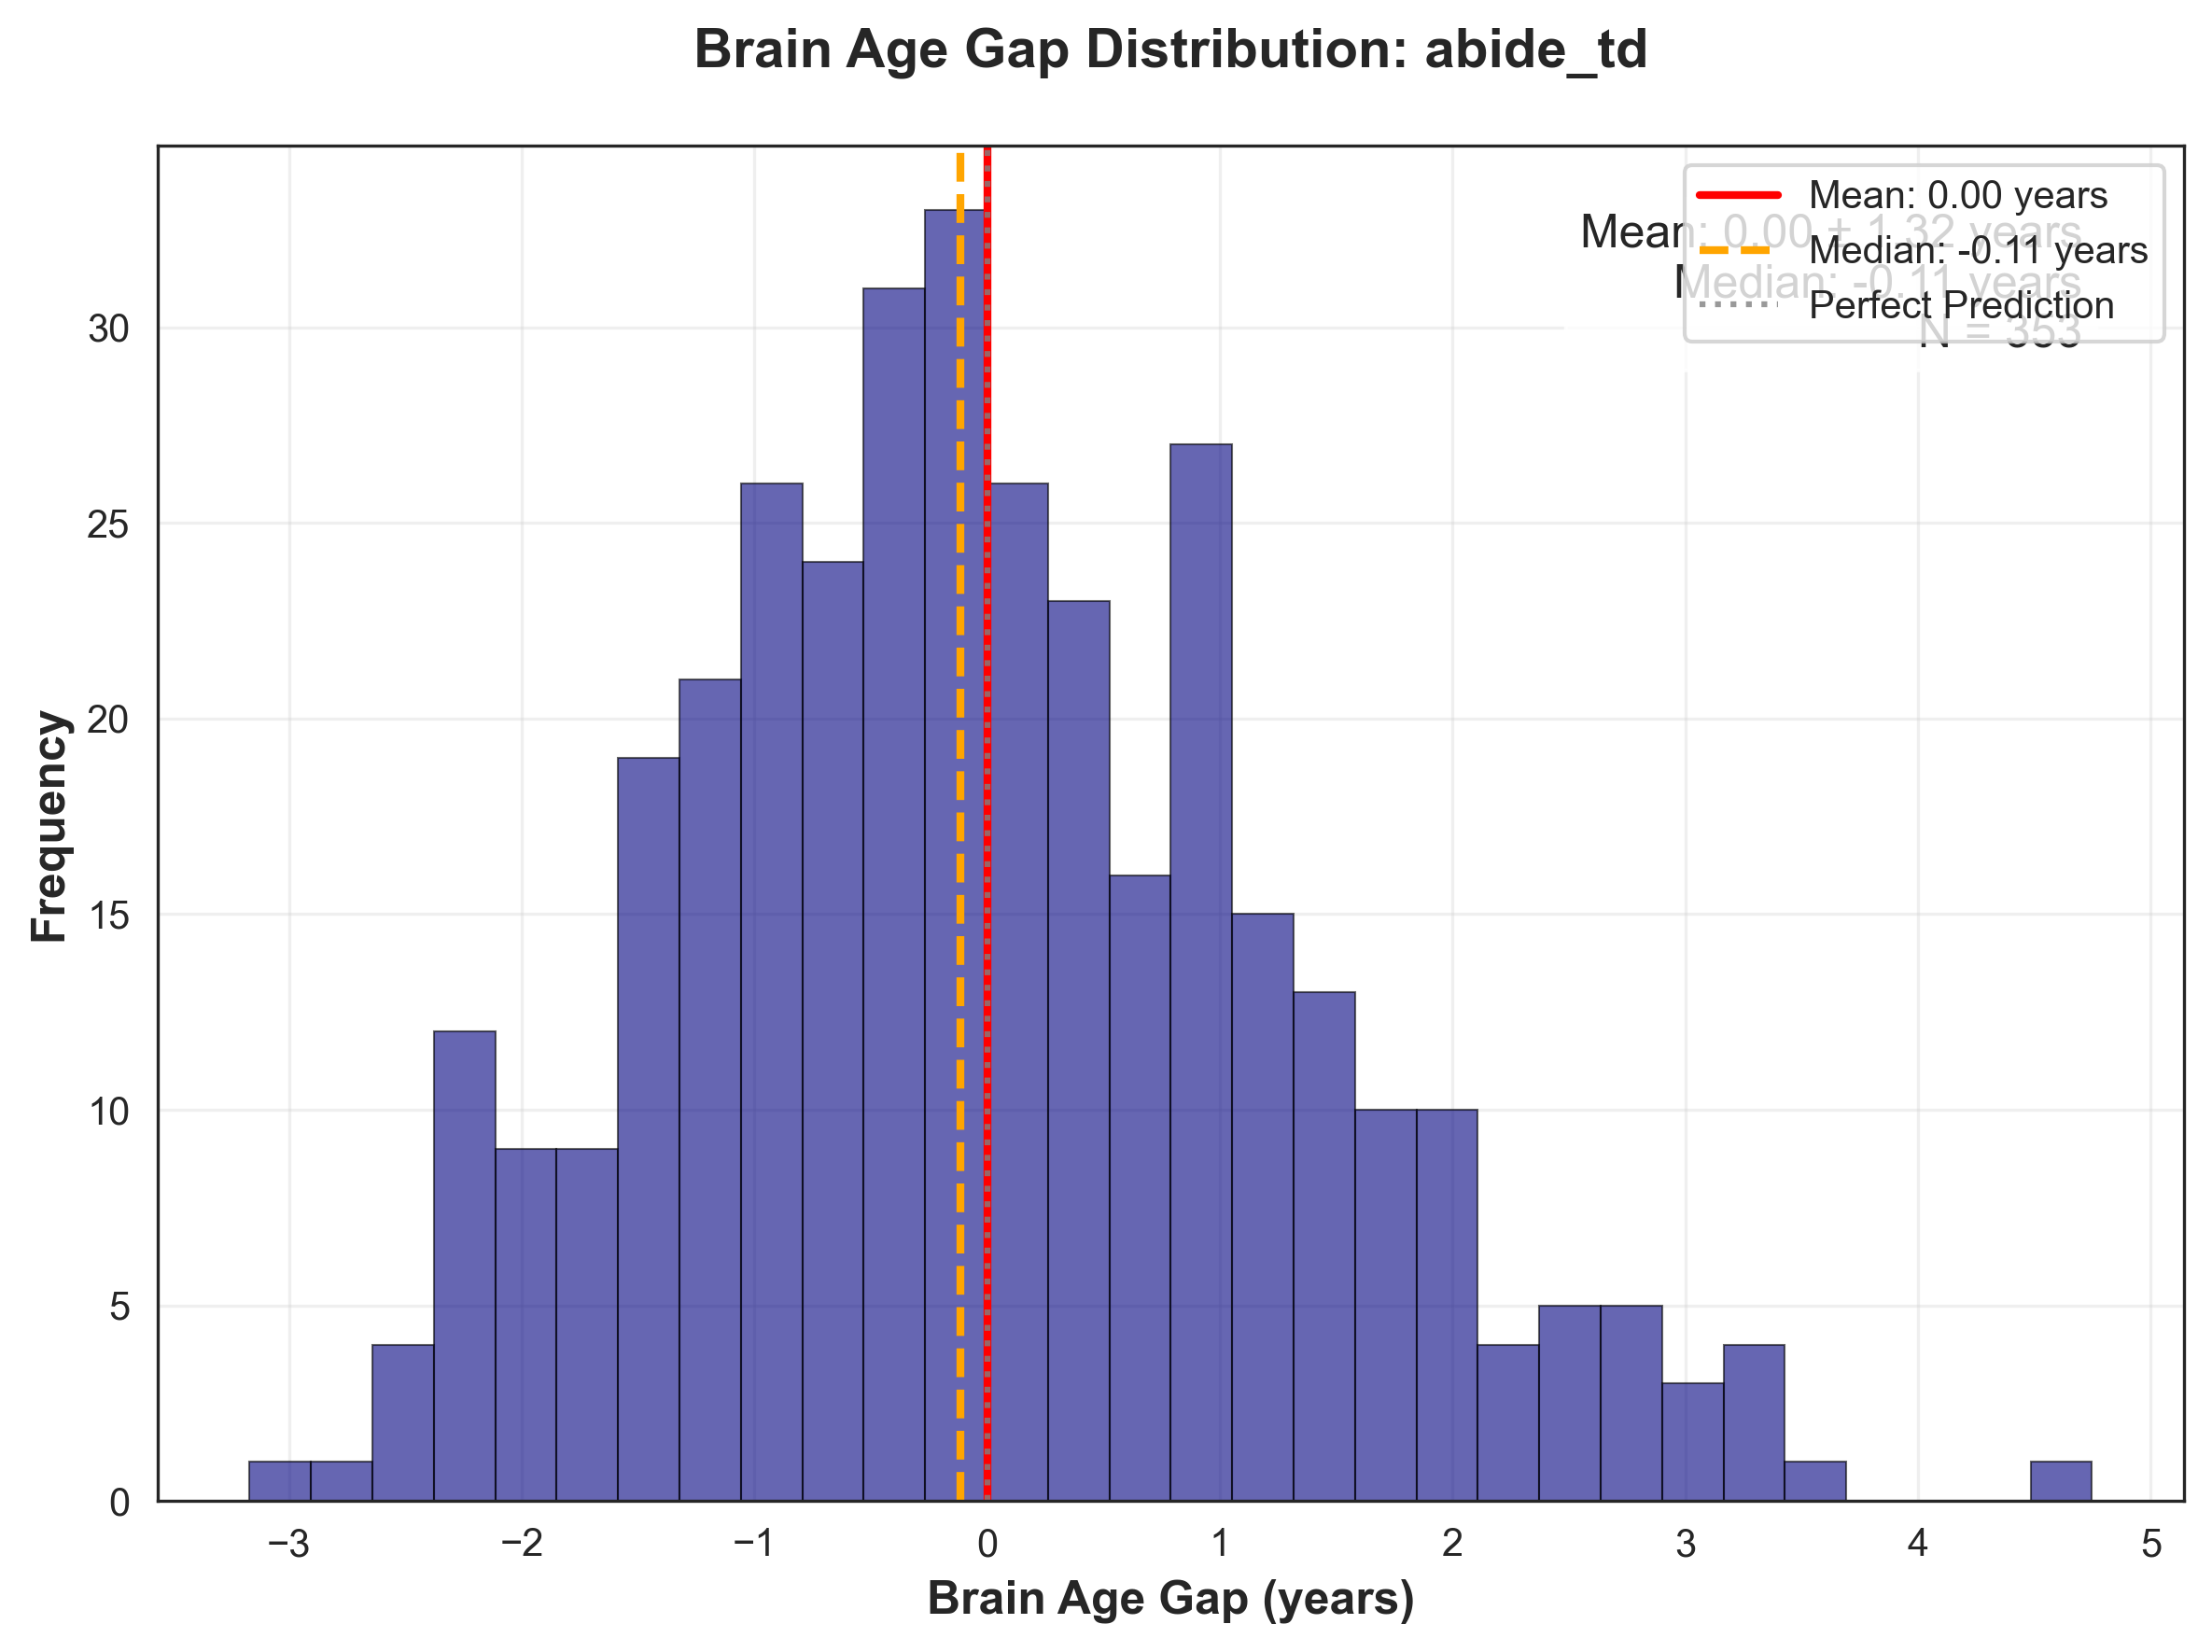 Brain Age Gap Distribution: abide_td
Mean: 0.00 years
Median: -0.11 years
Perfect Prediction
Mean: 0.00 ± 1.32 years
Median: -0.11 years
N = 353
Frequency
30
25
20
15
10
5
0
−3 −2 −1 0 1 2 3 4 5
Brain Age Gap (years)